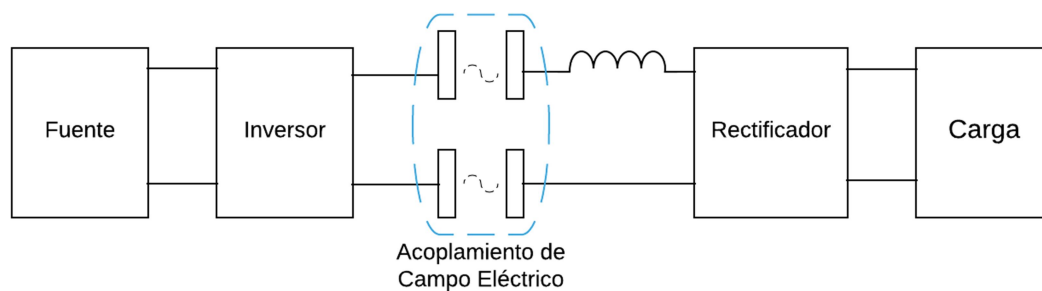 Fuente
Inversor
Rectificador
Carga
Acoplamiento de
Campo Eléctrico